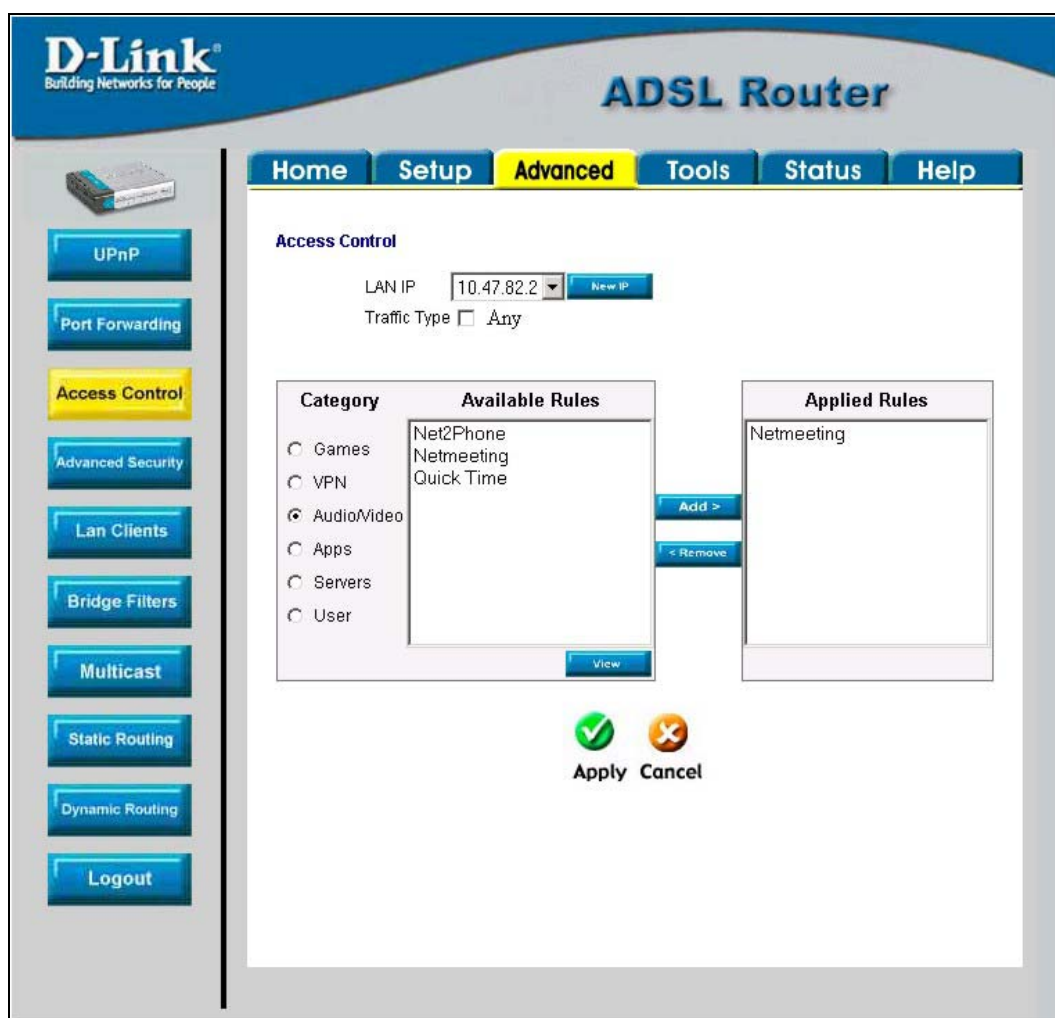 D-Link®
Building Networks for People
ADSL Router
Home Setup Advanced Tools Status Help
UPnP
Port Forwarding
Access Control
Advanced Security
Lan Clients
Bridge Filters
Multicast
Static Routing
Dynamic Routing
Logout
Access Control
LAN IP 10.47.82.2 New IP
Traffic Type Any
Category Available Rules
Games
VPN
Audio/Video
Apps
Servers
User
Net2Phone
Netmeeting
Quick Time
View
Add >
< Remove
Applied Rules
Netmeeting
Apply Cancel